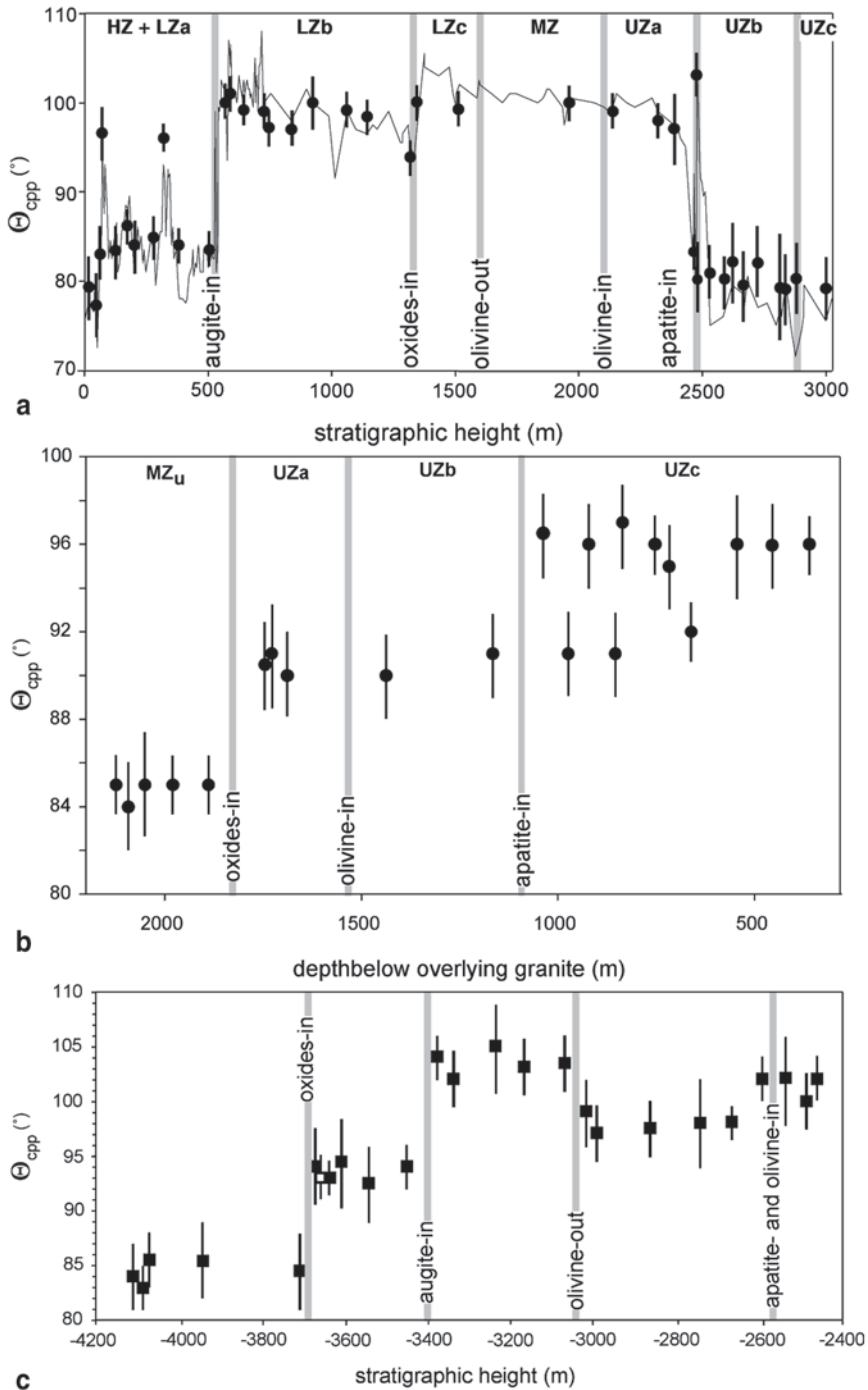 110
HZ + LZa LZb LZc MZ UZa UZb UZc
100
90
80
70
Θcpp (°)
augite-in
oxides-in
olivine-out
olivine-in
apatite-in
0 500 1000 1500 2000 2500 3000
a
stratigraphic height (m)
100
MZu UZa UZb UZc
96
92
88
84
80
Θcpp (°)
oxides-in
olivine-in
apatite-in
2000 1500 1000 500
b
depthbelow overlying granite (m)
110
105
100
95
90
85
80
Θcpp (°)
oxides-in
augite-in
olivine-out
apatite- and olivine-in
-4200 -4000 -3800 -3600 -3400 -3200 -3000 -2800 -2600 -2400
c
stratigraphic height (m)